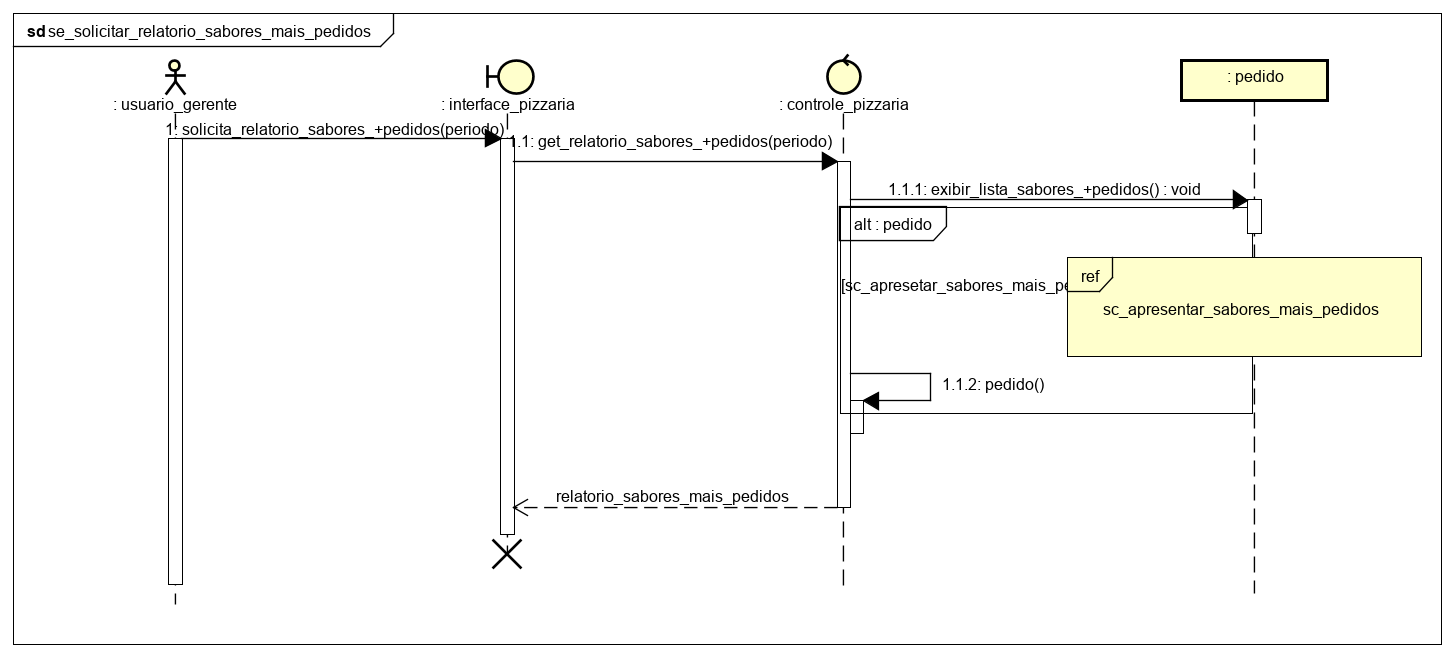 sd se_solicitar_relatorio_sabores_mais_pedidos
: usuario_gerente
: interface_pizzaria
: controle_pizzaria
: pedido
1: solicita_relatorio_sabores_+pedidos(periodo)
1.1: get_relatorio_sabores_+pedidos(periodo)
1.1.1: exibir_lista_sabores_+pedidos() : void
alt : pedido
ref
[sc_apresetar_sabores_mais_pe
sc_apresentar_sabores_mais_pedidos
1.1.2: pedido()
relatorio_sabores_mais_pedidos